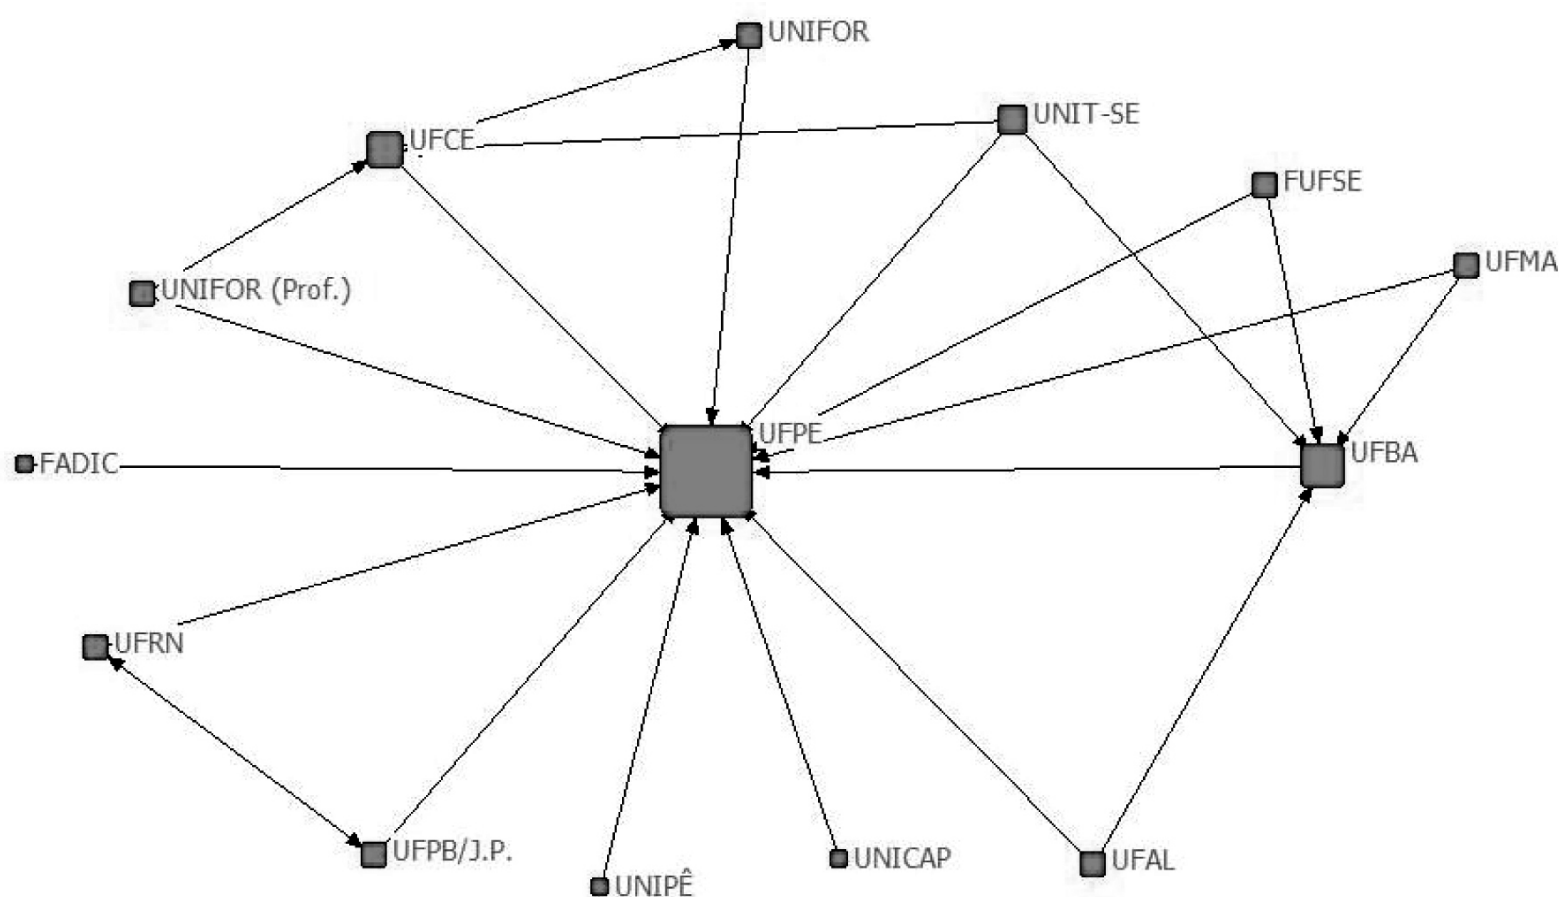 UNIFOR
UNIT-SE
UFCE
FUFSE
UFMA
UNIFOR (Prof.)
UFPE
UFBA
FADIC
UFRN
UFPB/J.P.
UNICAP
UFAL
UNIPÊ